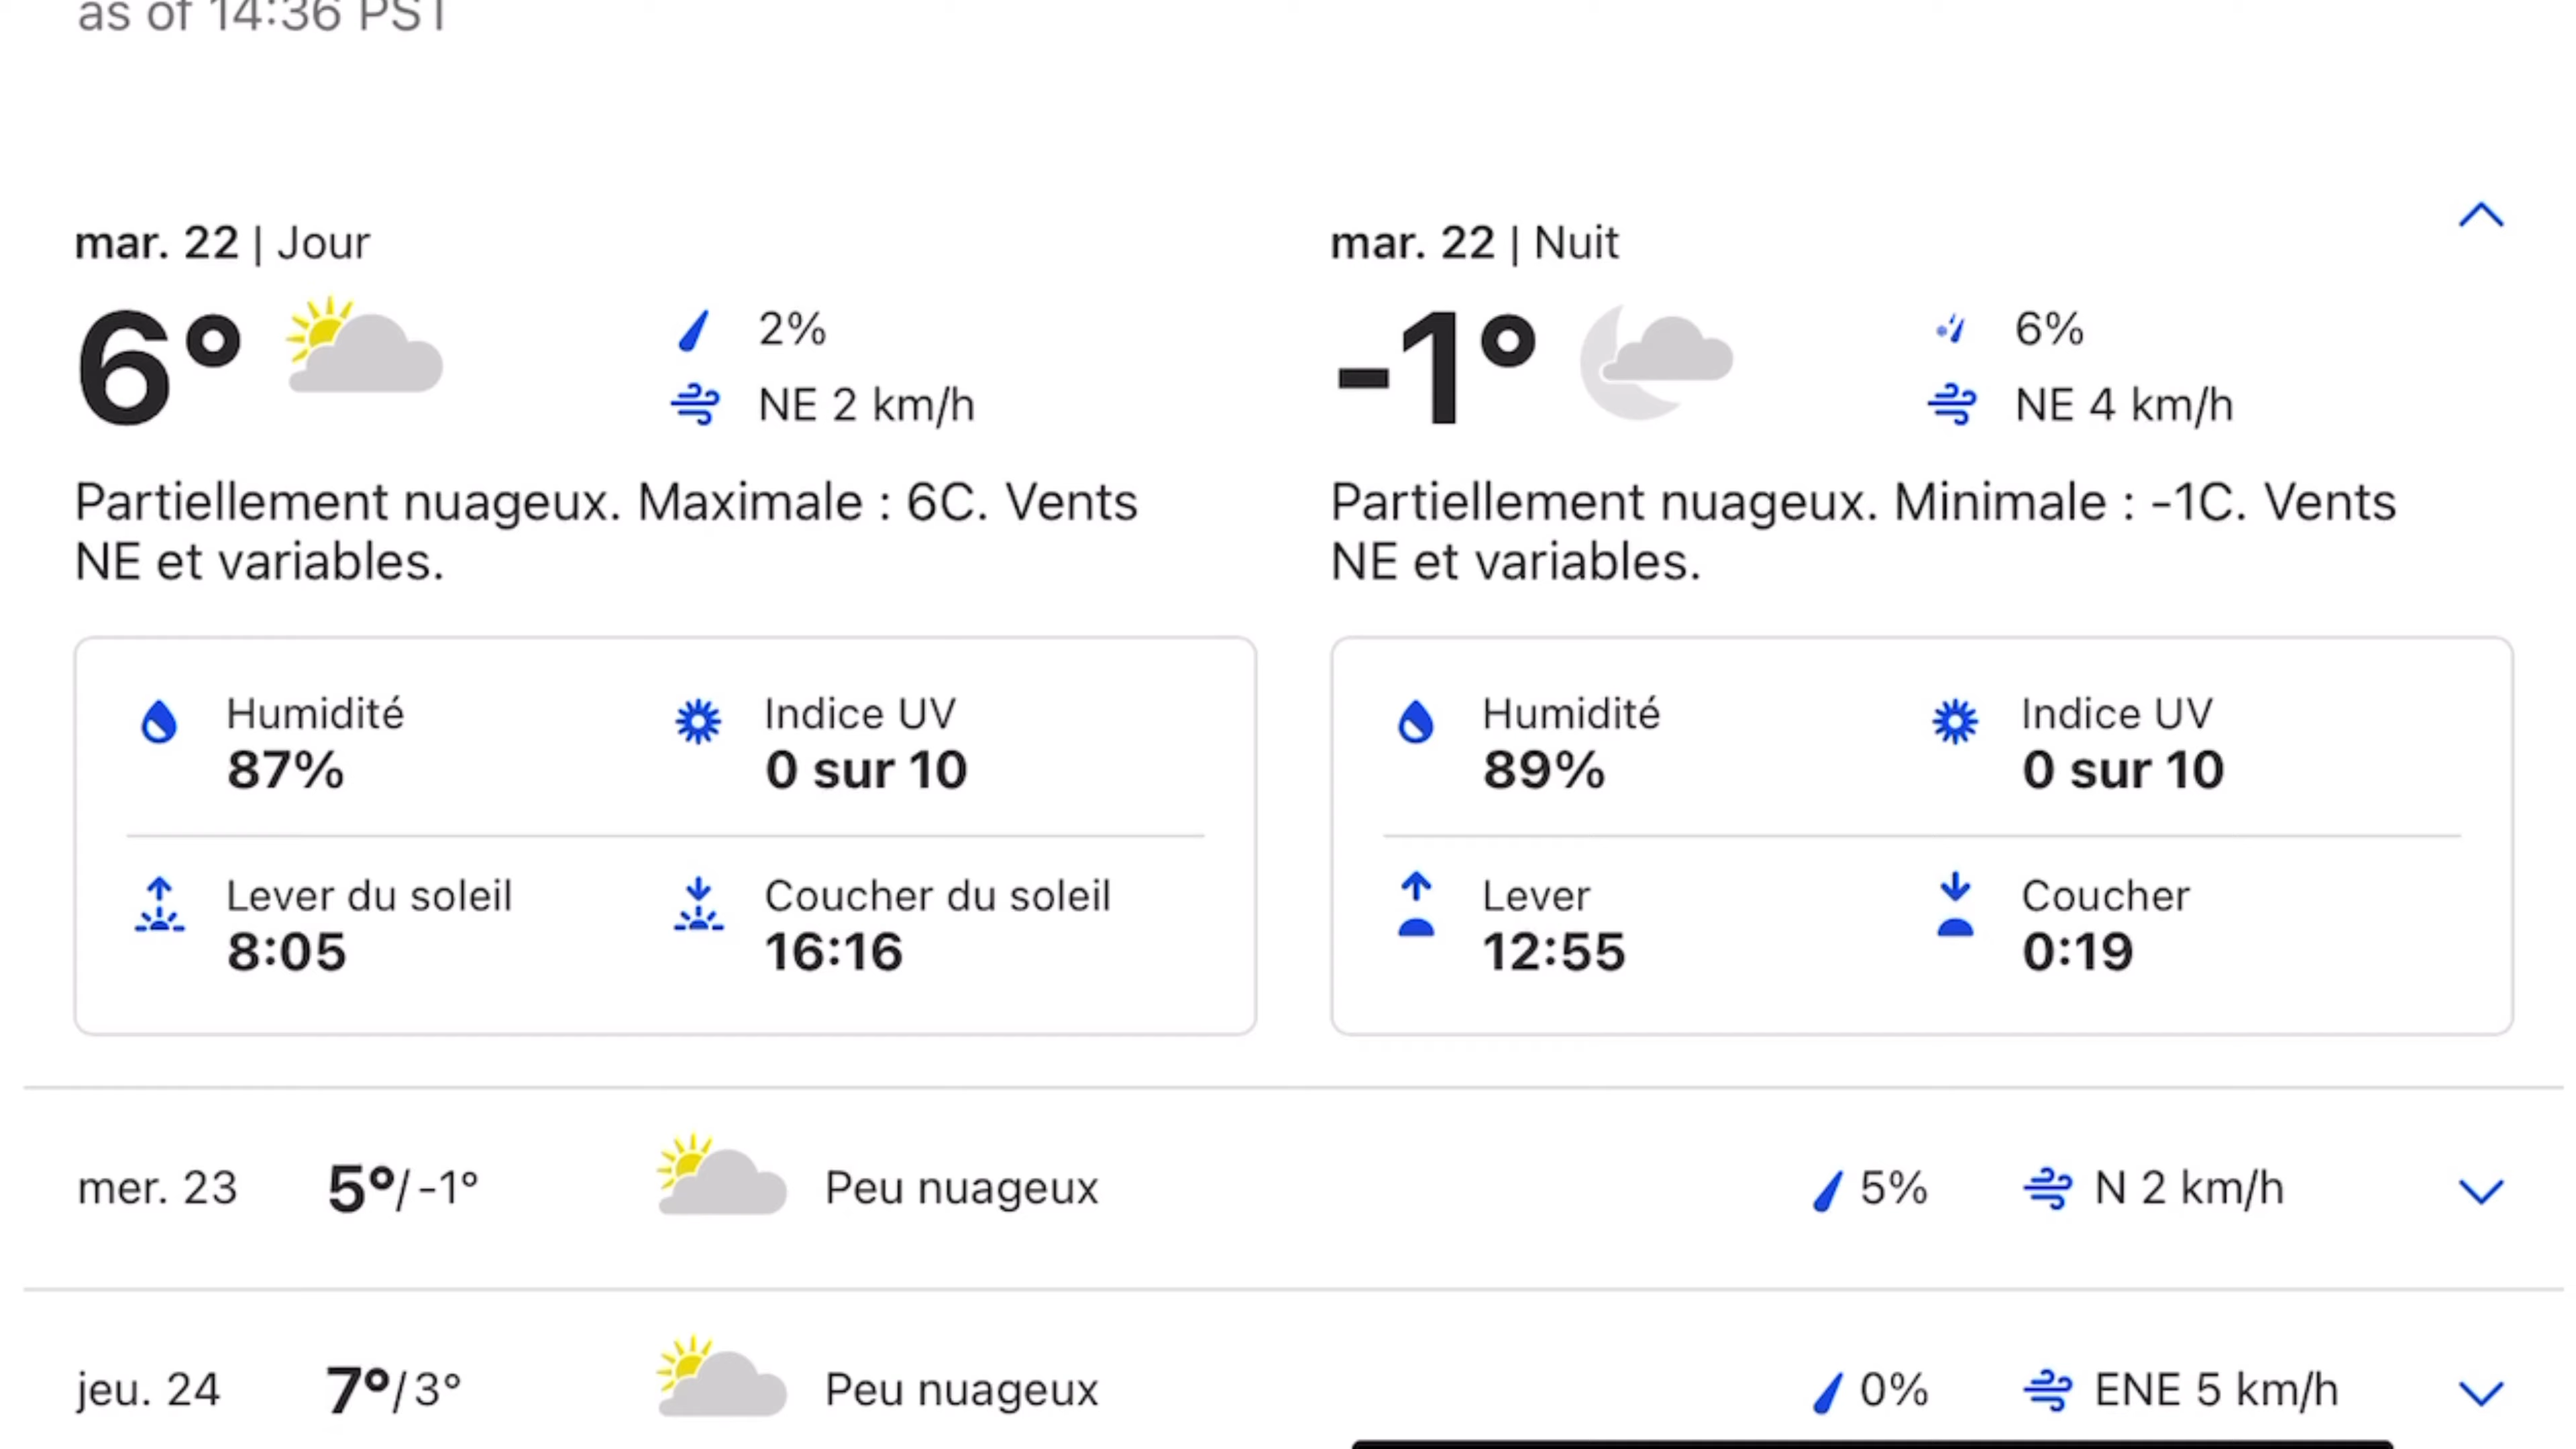 as of 14:36 PST
mar. 22 | Jour
6°
2%
NE 2 km/h
Partiellement nuageux. Maximale : 6C. Vents
NE et variables.
Humidité
87%
Indice UV
0 sur 10
Lever du soleil
8:05
Coucher du soleil
16:16
mar. 22 | Nuit
-1°
6%
NE 4 km/h
Partiellement nuageux. Minimale : -1C. Vents
NE et variables.
Humidité
89%
Indice UV
0 sur 10
Lever
12:55
Coucher
0:19
mer. 23 5°/-1° Peu nuageux 5% N 2 km/h
jeu. 24 7°/3° Peu nuageux 0% ENE 5 km/h